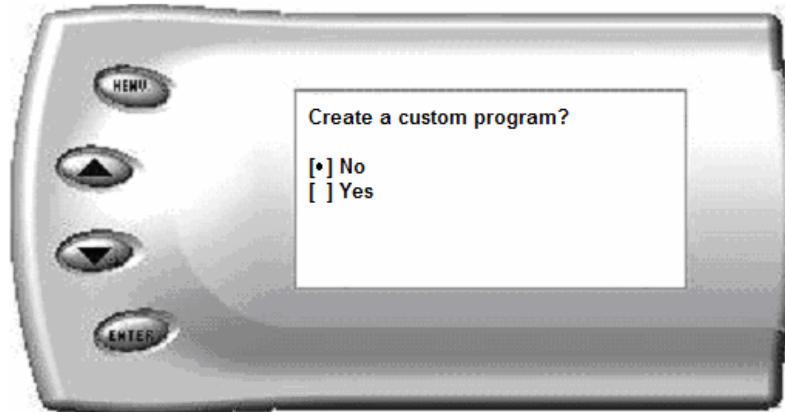 MENU
Create a custom program?
[•] No
[ ] Yes
ENTER